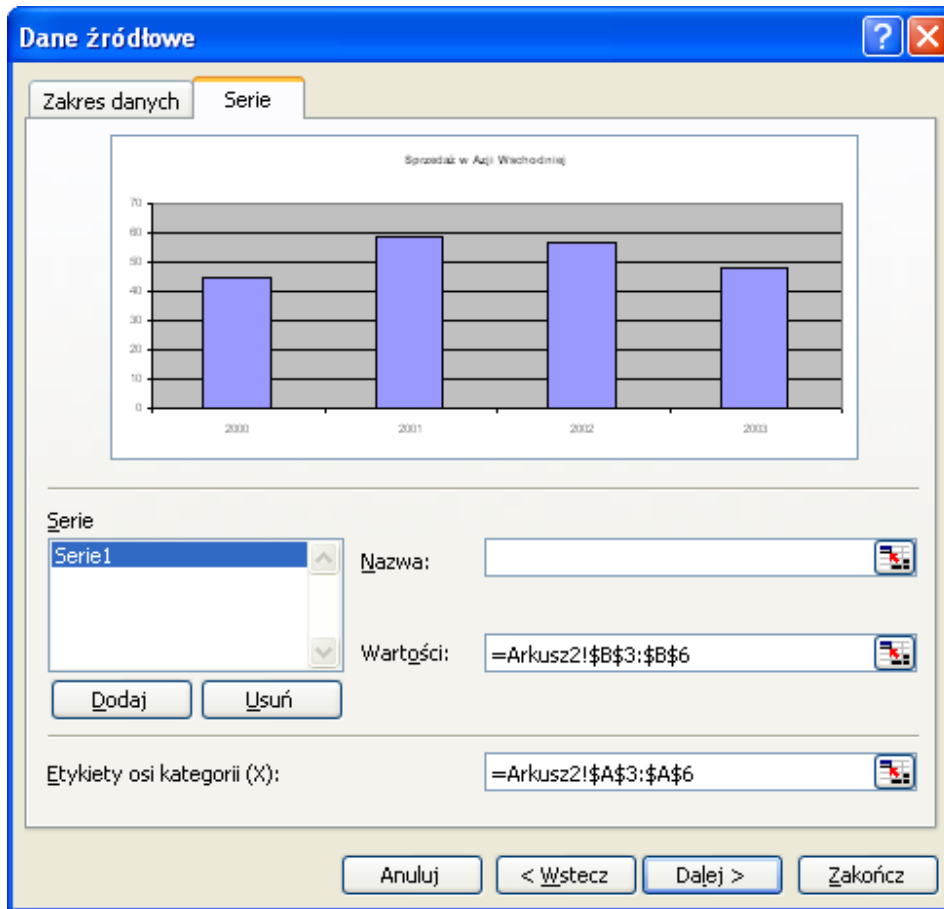 Dane źródłowe
Zakres danych
Serie
Sprzedaż w Azji Wschodniej
70
60
50
40
30
20
10
0
2000 2001 2002 2003
Serie
Serie1
Nazwa:
Wartości: =Arkusz2!$B$3:$B$6
Dodaj Usuń
Etykiety osi kategorii (X): =Arkusz2!$A$3:$A$6
Anuluj < Wstecz Dalej > Zakończ